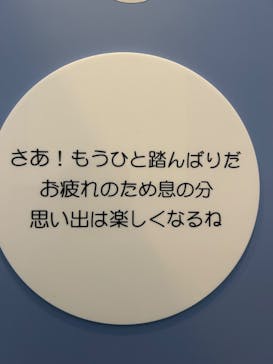 さあ！もうひと踏んばりだ
お疲れのため息の分
思い出は楽しくなるね